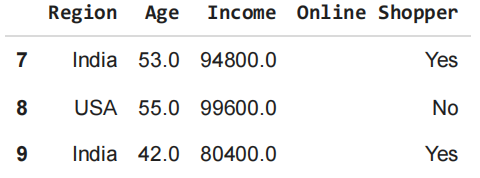 Region Age Income Online Shopper
7 India 53.0 94800.0 Yes
8 USA 55.0 99600.0 No
9 India 42.0 80400.0 Yes